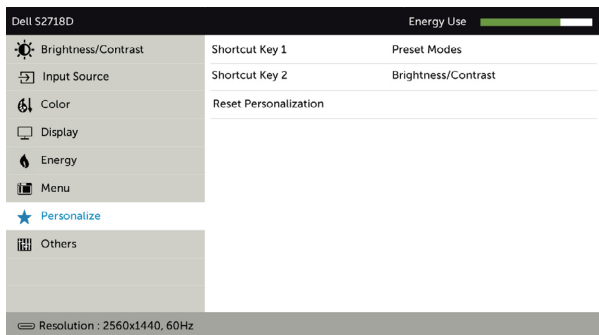 Dell S2718D Energy Use
Brightness/Contrast
Input Source
Color
Display
Energy
Menu
Personalize
Others
Shortcut Key 1 Preset Modes
Shortcut Key 2 Brightness/Contrast
Reset Personalization
Resolution : 2560x1440, 60Hz